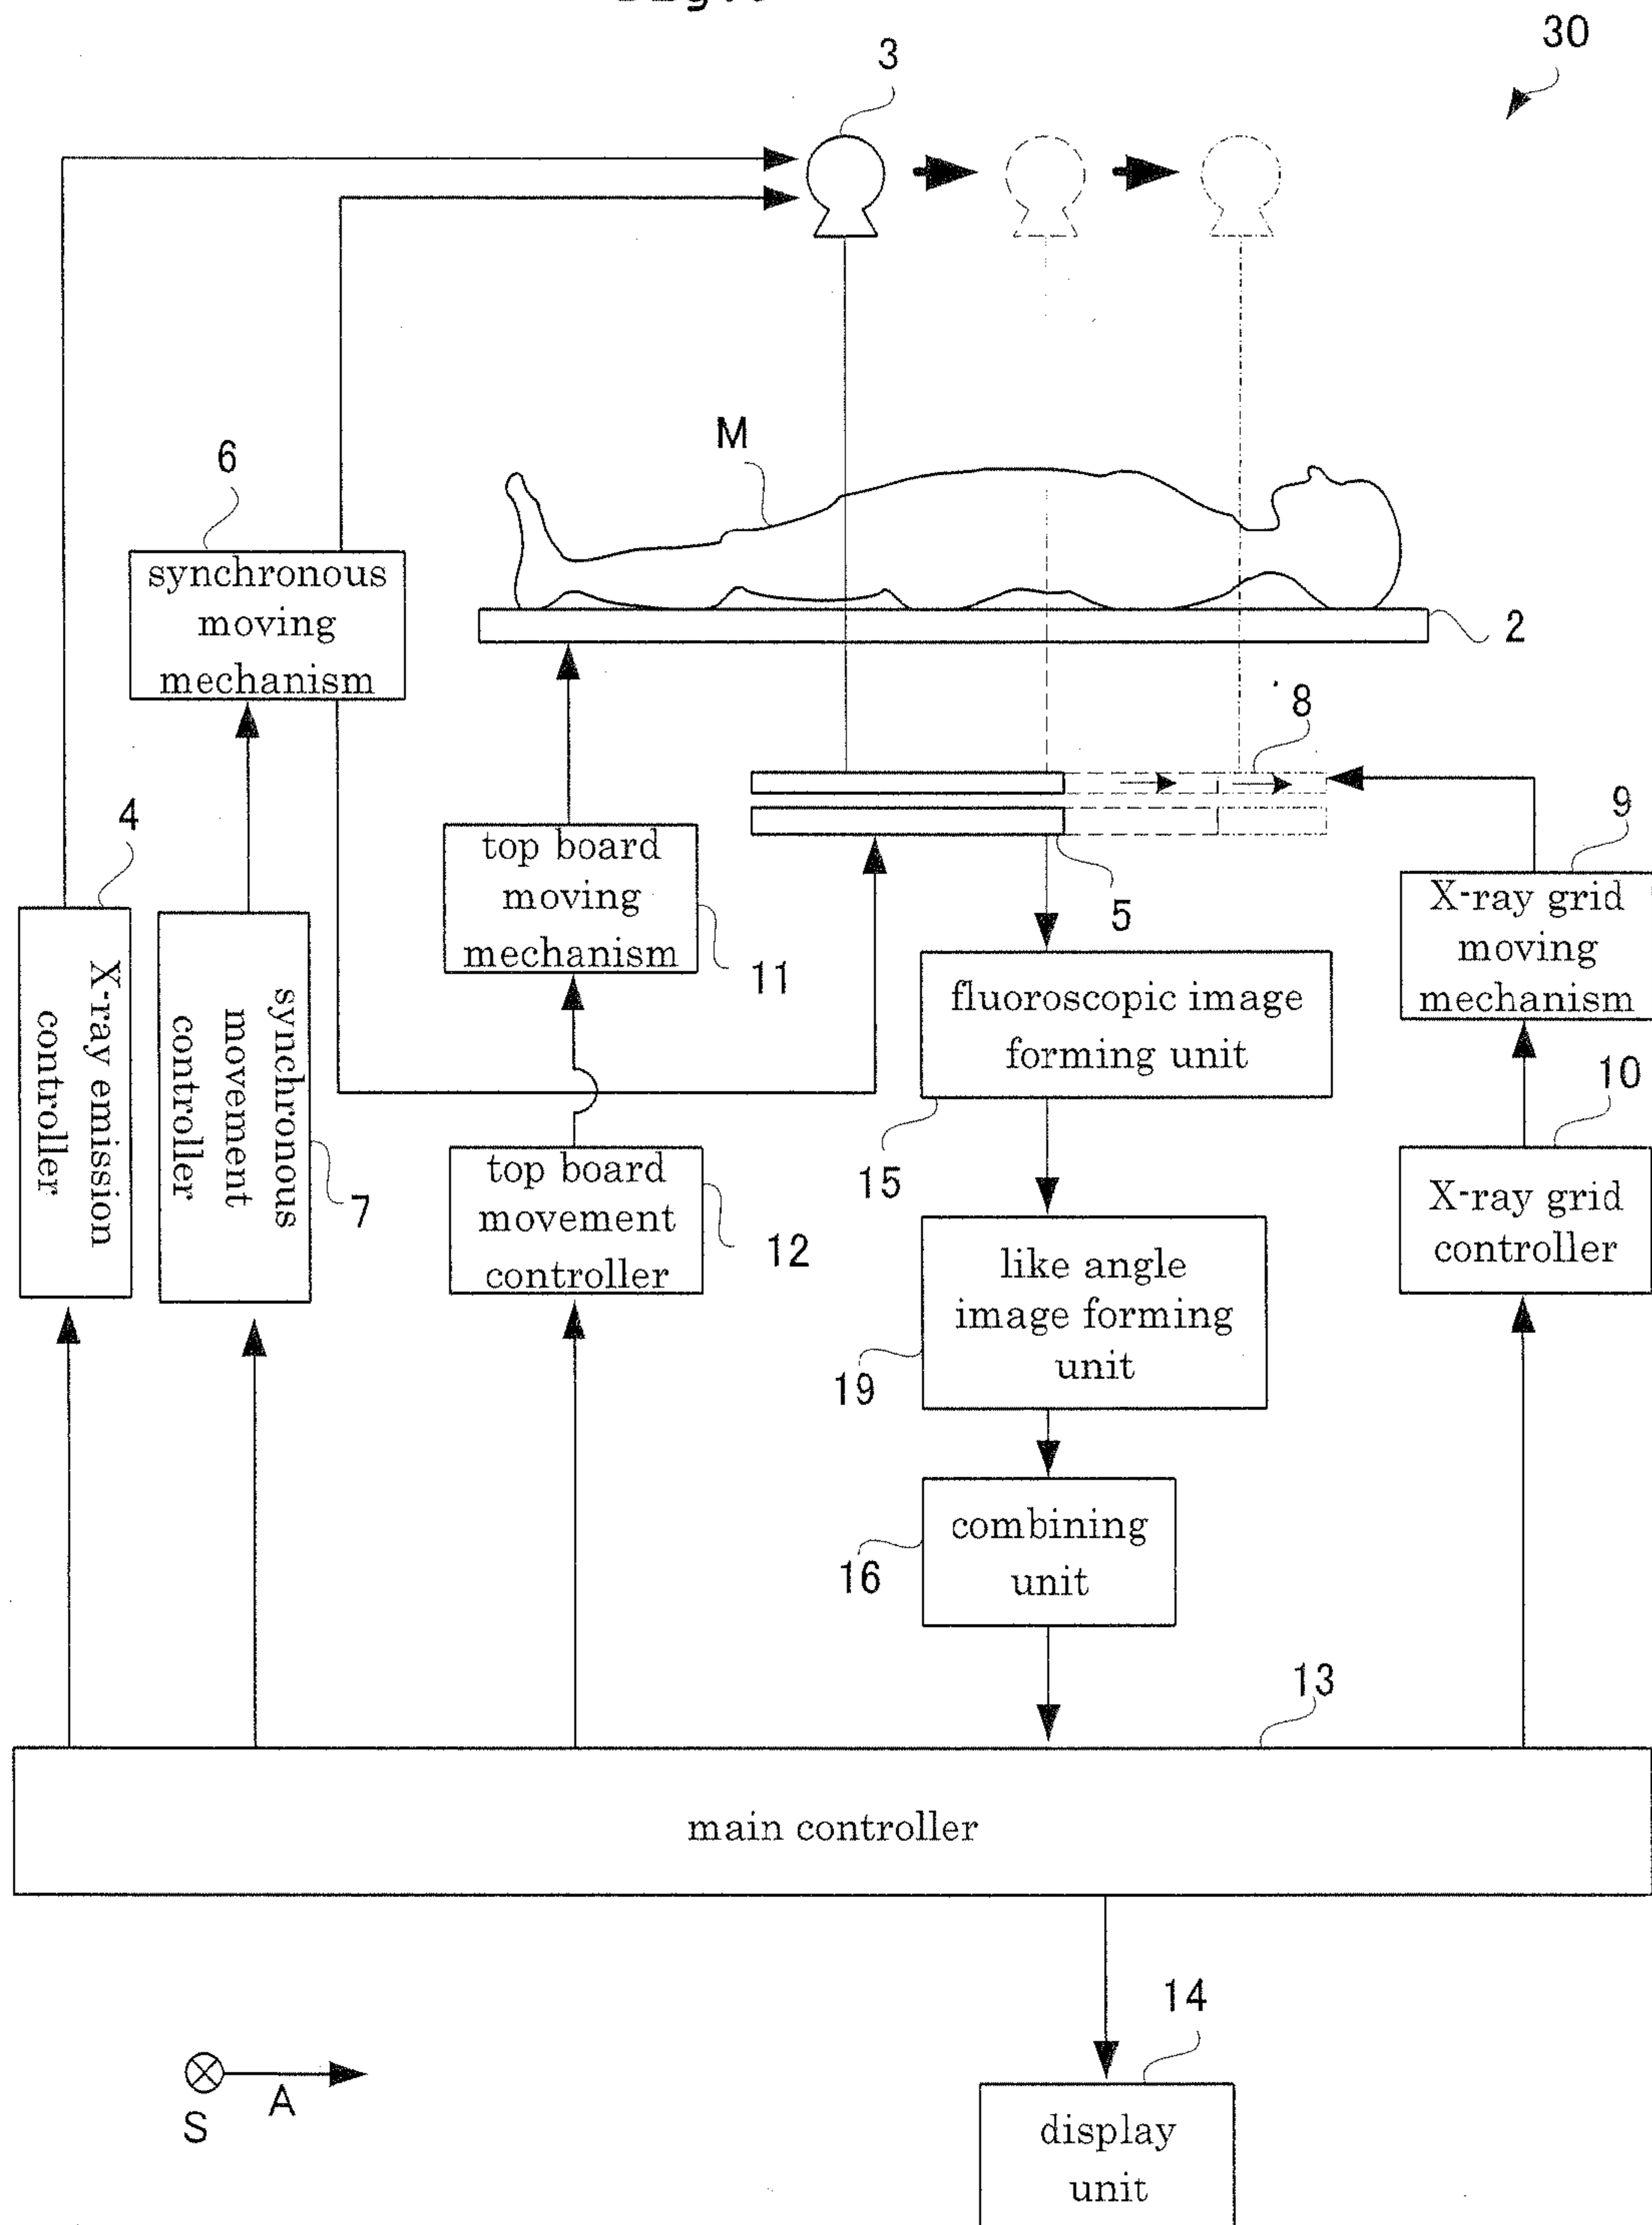 30
3
M
6
synchronous
moving
mechanism
2
8
9
4
top board
moving
mechanism
11
5
X-ray grid
moving
mechanism
fluoroscopic image
forming unit
15
10
X-ray emission
controller
synchronous
movement
controller
7
top board
movement
controller
12
X-ray grid
controller
like angle
image forming
unit
19
combining
unit
16
13
main controller
14
S
A
display
unit